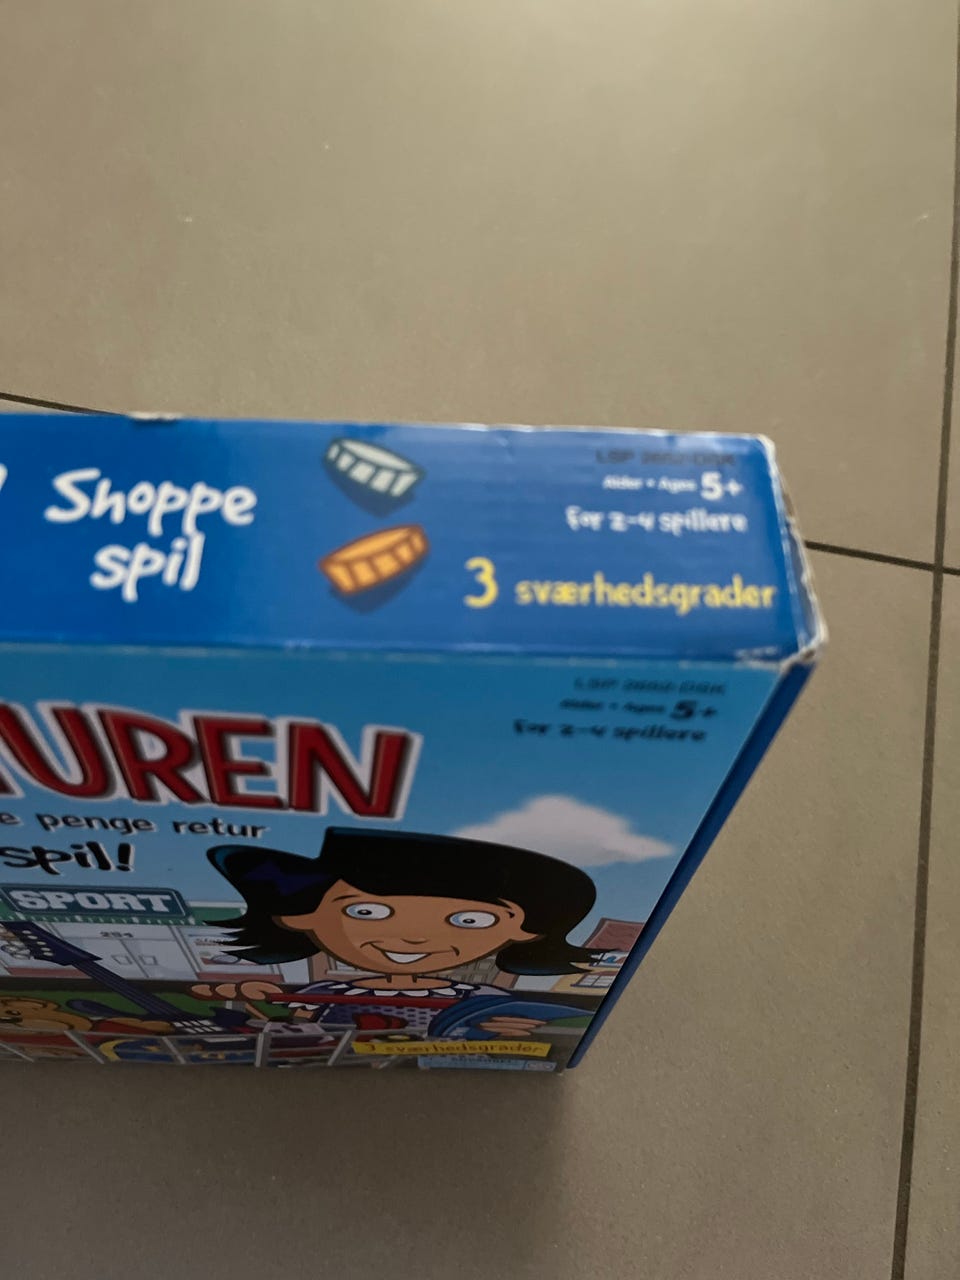 Shoppe
spil
Alder • Ages 5+
For 2-4 spillere
3 sværhedsgrader
Alder • Ages 5+
For 2-4 spillere
UREN
penge retur
spil!
SPORT
3 sværhedsgrader